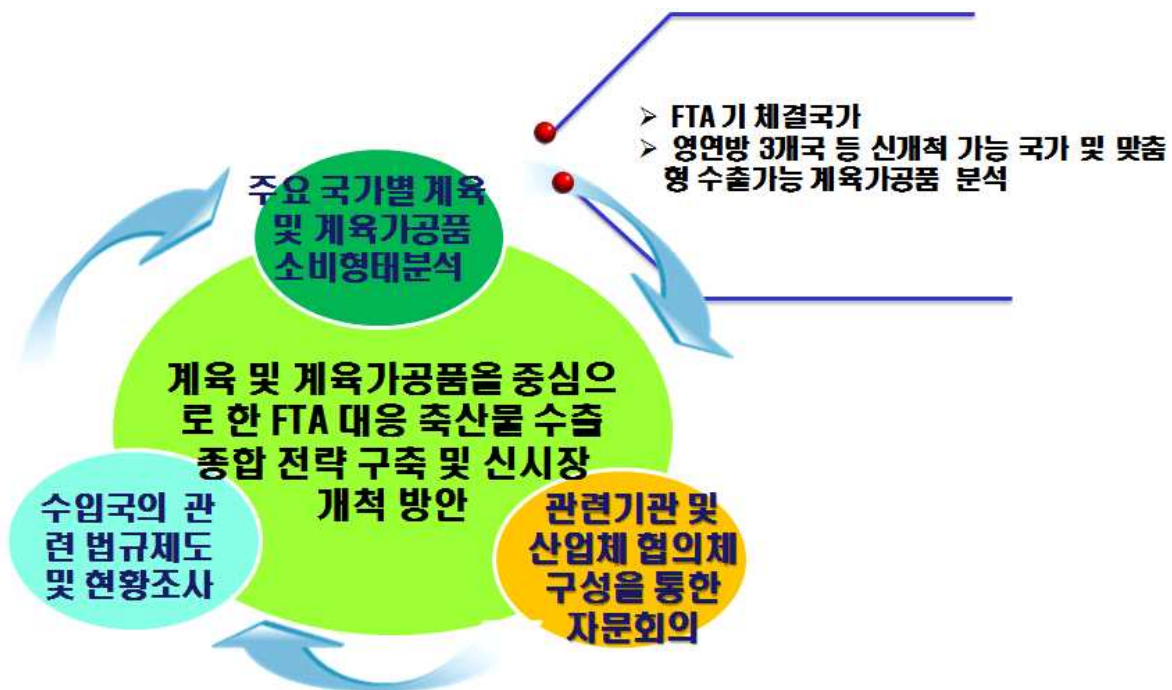 ➢ FTA 기 체결국가
➢ 영연방 3개국 등 신개척 가능 국가 및 맞춤
형 수출가능 계육가공품 분석
주요 국가별 계육
및 계육가공품
소비형태분석
계육 및 계육가공품을 중심으
로 한 FTA 대응 축산물 수출
종합 전략 구축 및 신시장
개척 방안
수입국의 관
련 법규제도
및 현황조사
관련기관 및
산업체 협의체
구성을 통한
자문회의